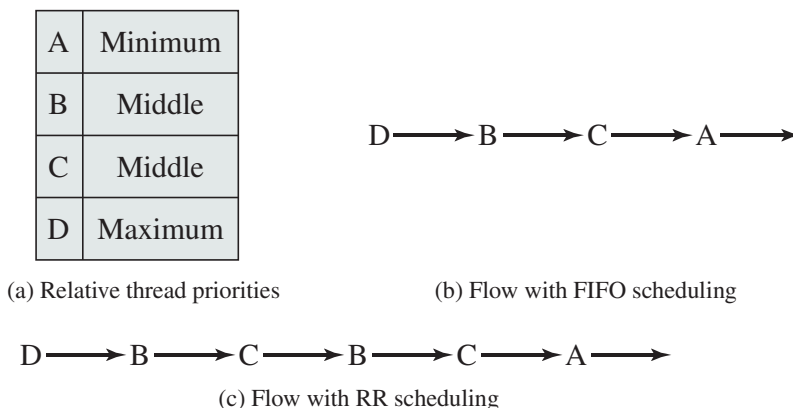 A Minimum
B Middle
C Middle
D Maximum
(a) Relative thread priorities
D B C A
(b) Flow with FIFO scheduling
D B C B C A
(c) Flow with RR scheduling